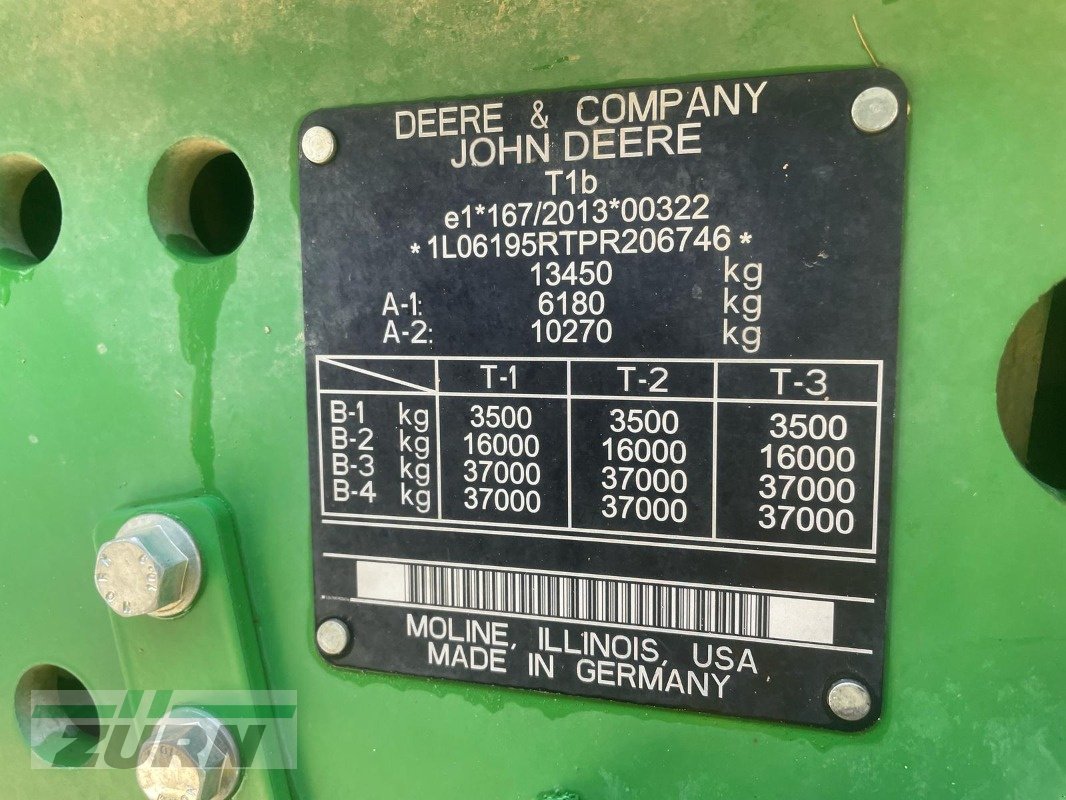 DEERE & COMPANY
JOHN DEERE
T1b
e1*167/2013*00322
*1L06195RTPR206746*
13450 kg
A-1: 6180 kg
A-2: 10270 kg
T-1 T-2 T-3
B-1 kg 3500 3500 3500
B-2 kg 16000 16000 16000
B-3 kg 37000 37000 37000
B-4 kg 37000 37000 37000
MOLINE, ILLINOIS, USA
MADE IN GERMANY
ZÜRN